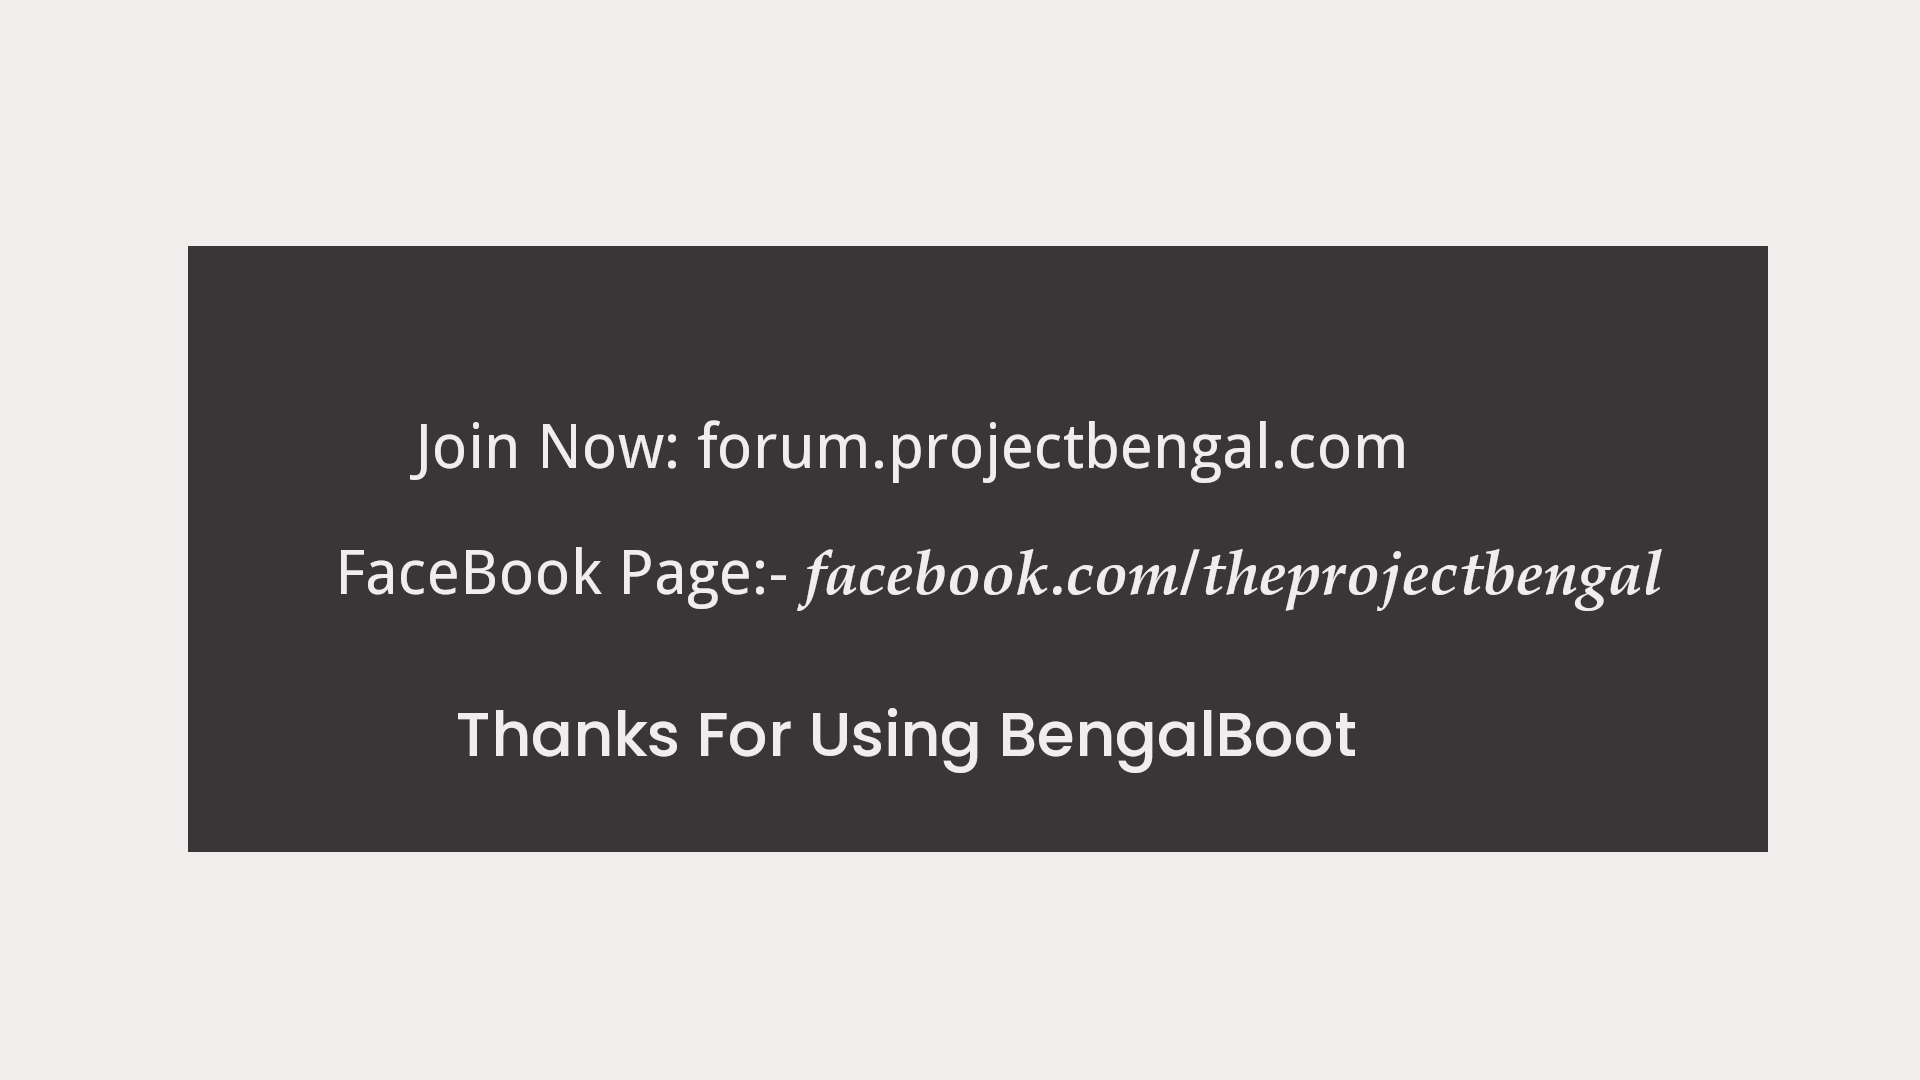 Join Now: forum.projectbengal.com
FaceBook Page:- facebook.com/theprojectbengal
Thanks For Using BengalBoot